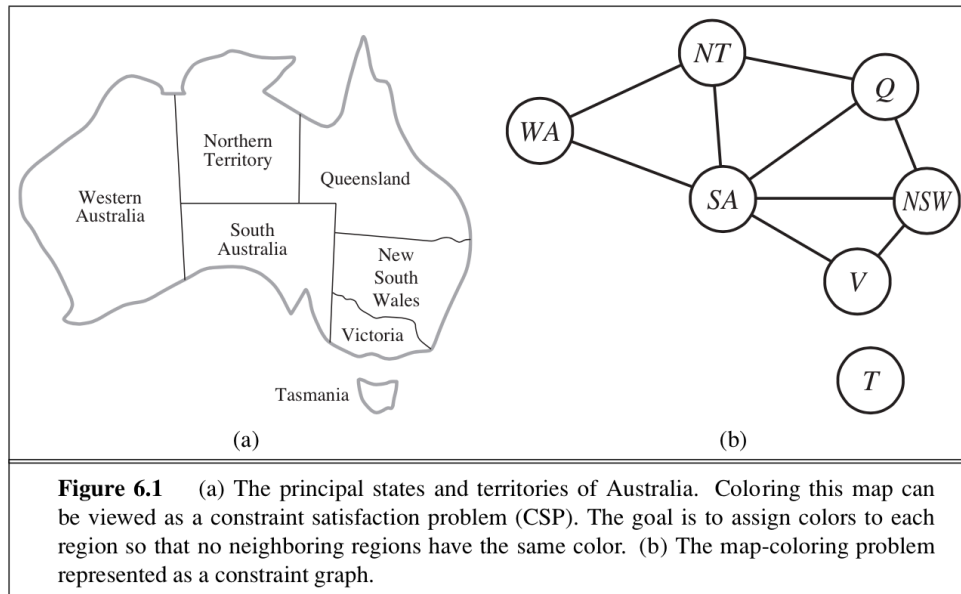 Western
Australia
Northern
Territory
South
Australia
Queensland
New
South
Wales
Victoria
Tasmania
(a)
NT
Q
WA
SA
NSW
V
T
(b)
Figure 6.1 (a) The principal states and territories of Australia. Coloring this map can
be viewed as a constraint satisfaction problem (CSP). The goal is to assign colors to each
region so that no neighboring regions have the same color. (b) The map-coloring problem
represented as a constraint graph.